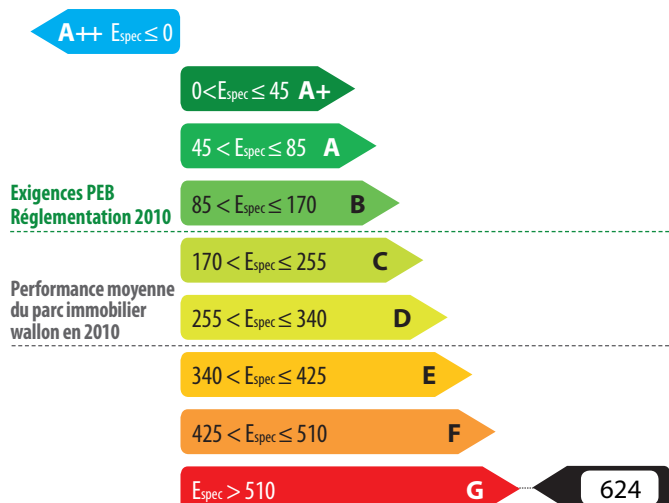 A++ Espec ≤ 0
0<Espec ≤ 45 A+
45 < Espec ≤ 85 A
Exigences PEB
Réglementation 2010
85 < Espec ≤ 170 B
170 < Espec ≤ 255 C
Performance moyenne
du parc immobilier
wallon en 2010
255 < Espec ≤ 340 D
340 < Espec ≤ 425 E
425 < Espec ≤ 510 F
Espec > 510 G
624